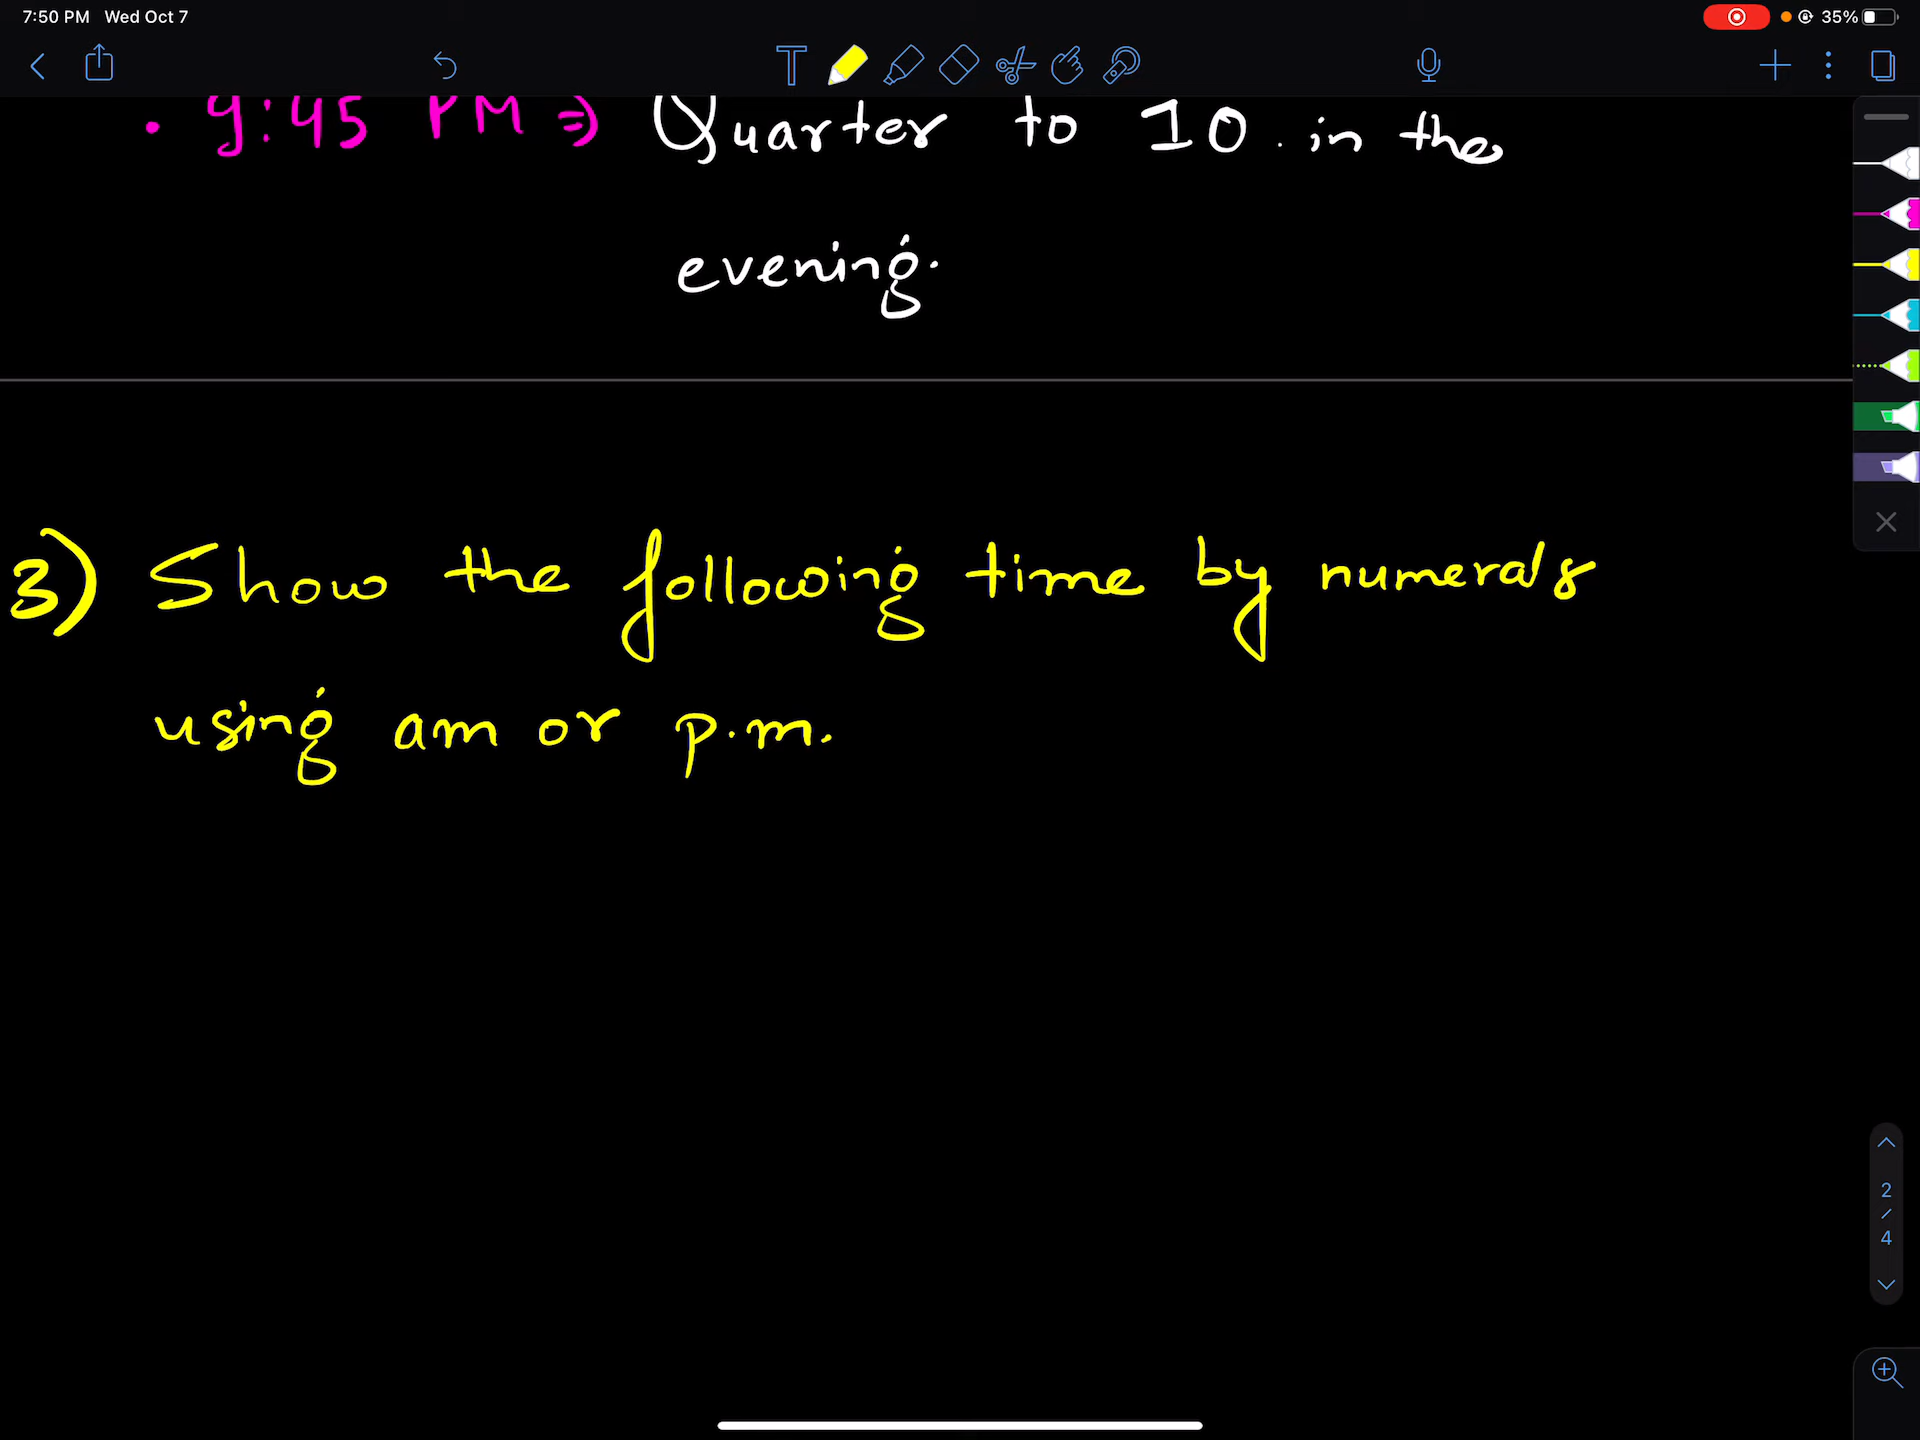 7:50 PM Wed Oct 7
35%
• 9:45 PM ⇒ Quarter to 10. in the
evening.
3) Show the following time by numerals
using am or p.m.
2
/
4